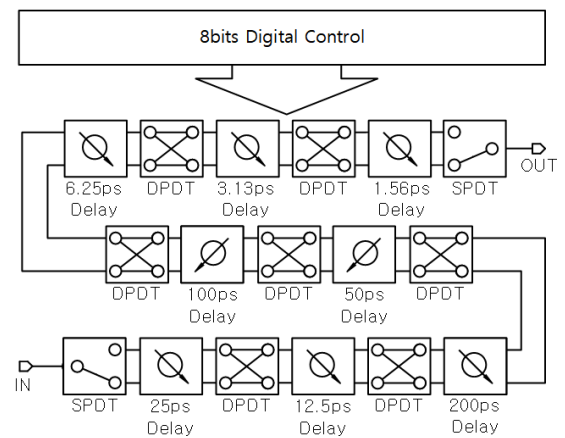 8bits Digital Control
6.25ps
Delay
DPDT
3.13ps
Delay
DPDT
1.56ps
Delay
SPDT
OUT
DPDT
100ps
Delay
DPDT
50ps
Delay
DPDT
IN
SPDT
25ps
Delay
DPDT
12.5ps
Delay
DPDT
200ps
Delay